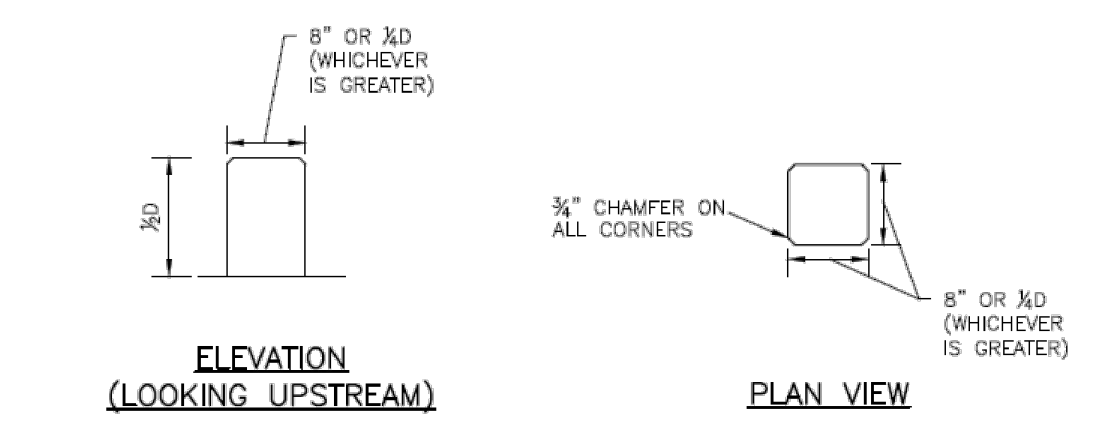 8" OR ¼D
(WHICHEVER
IS GREATER)
½D
ELEVATION
(LOOKING UPSTREAM)
¾" CHAMFER ON
ALL CORNERS
8" OR ¼D
(WHICHEVER
IS GREATER)
PLAN VIEW